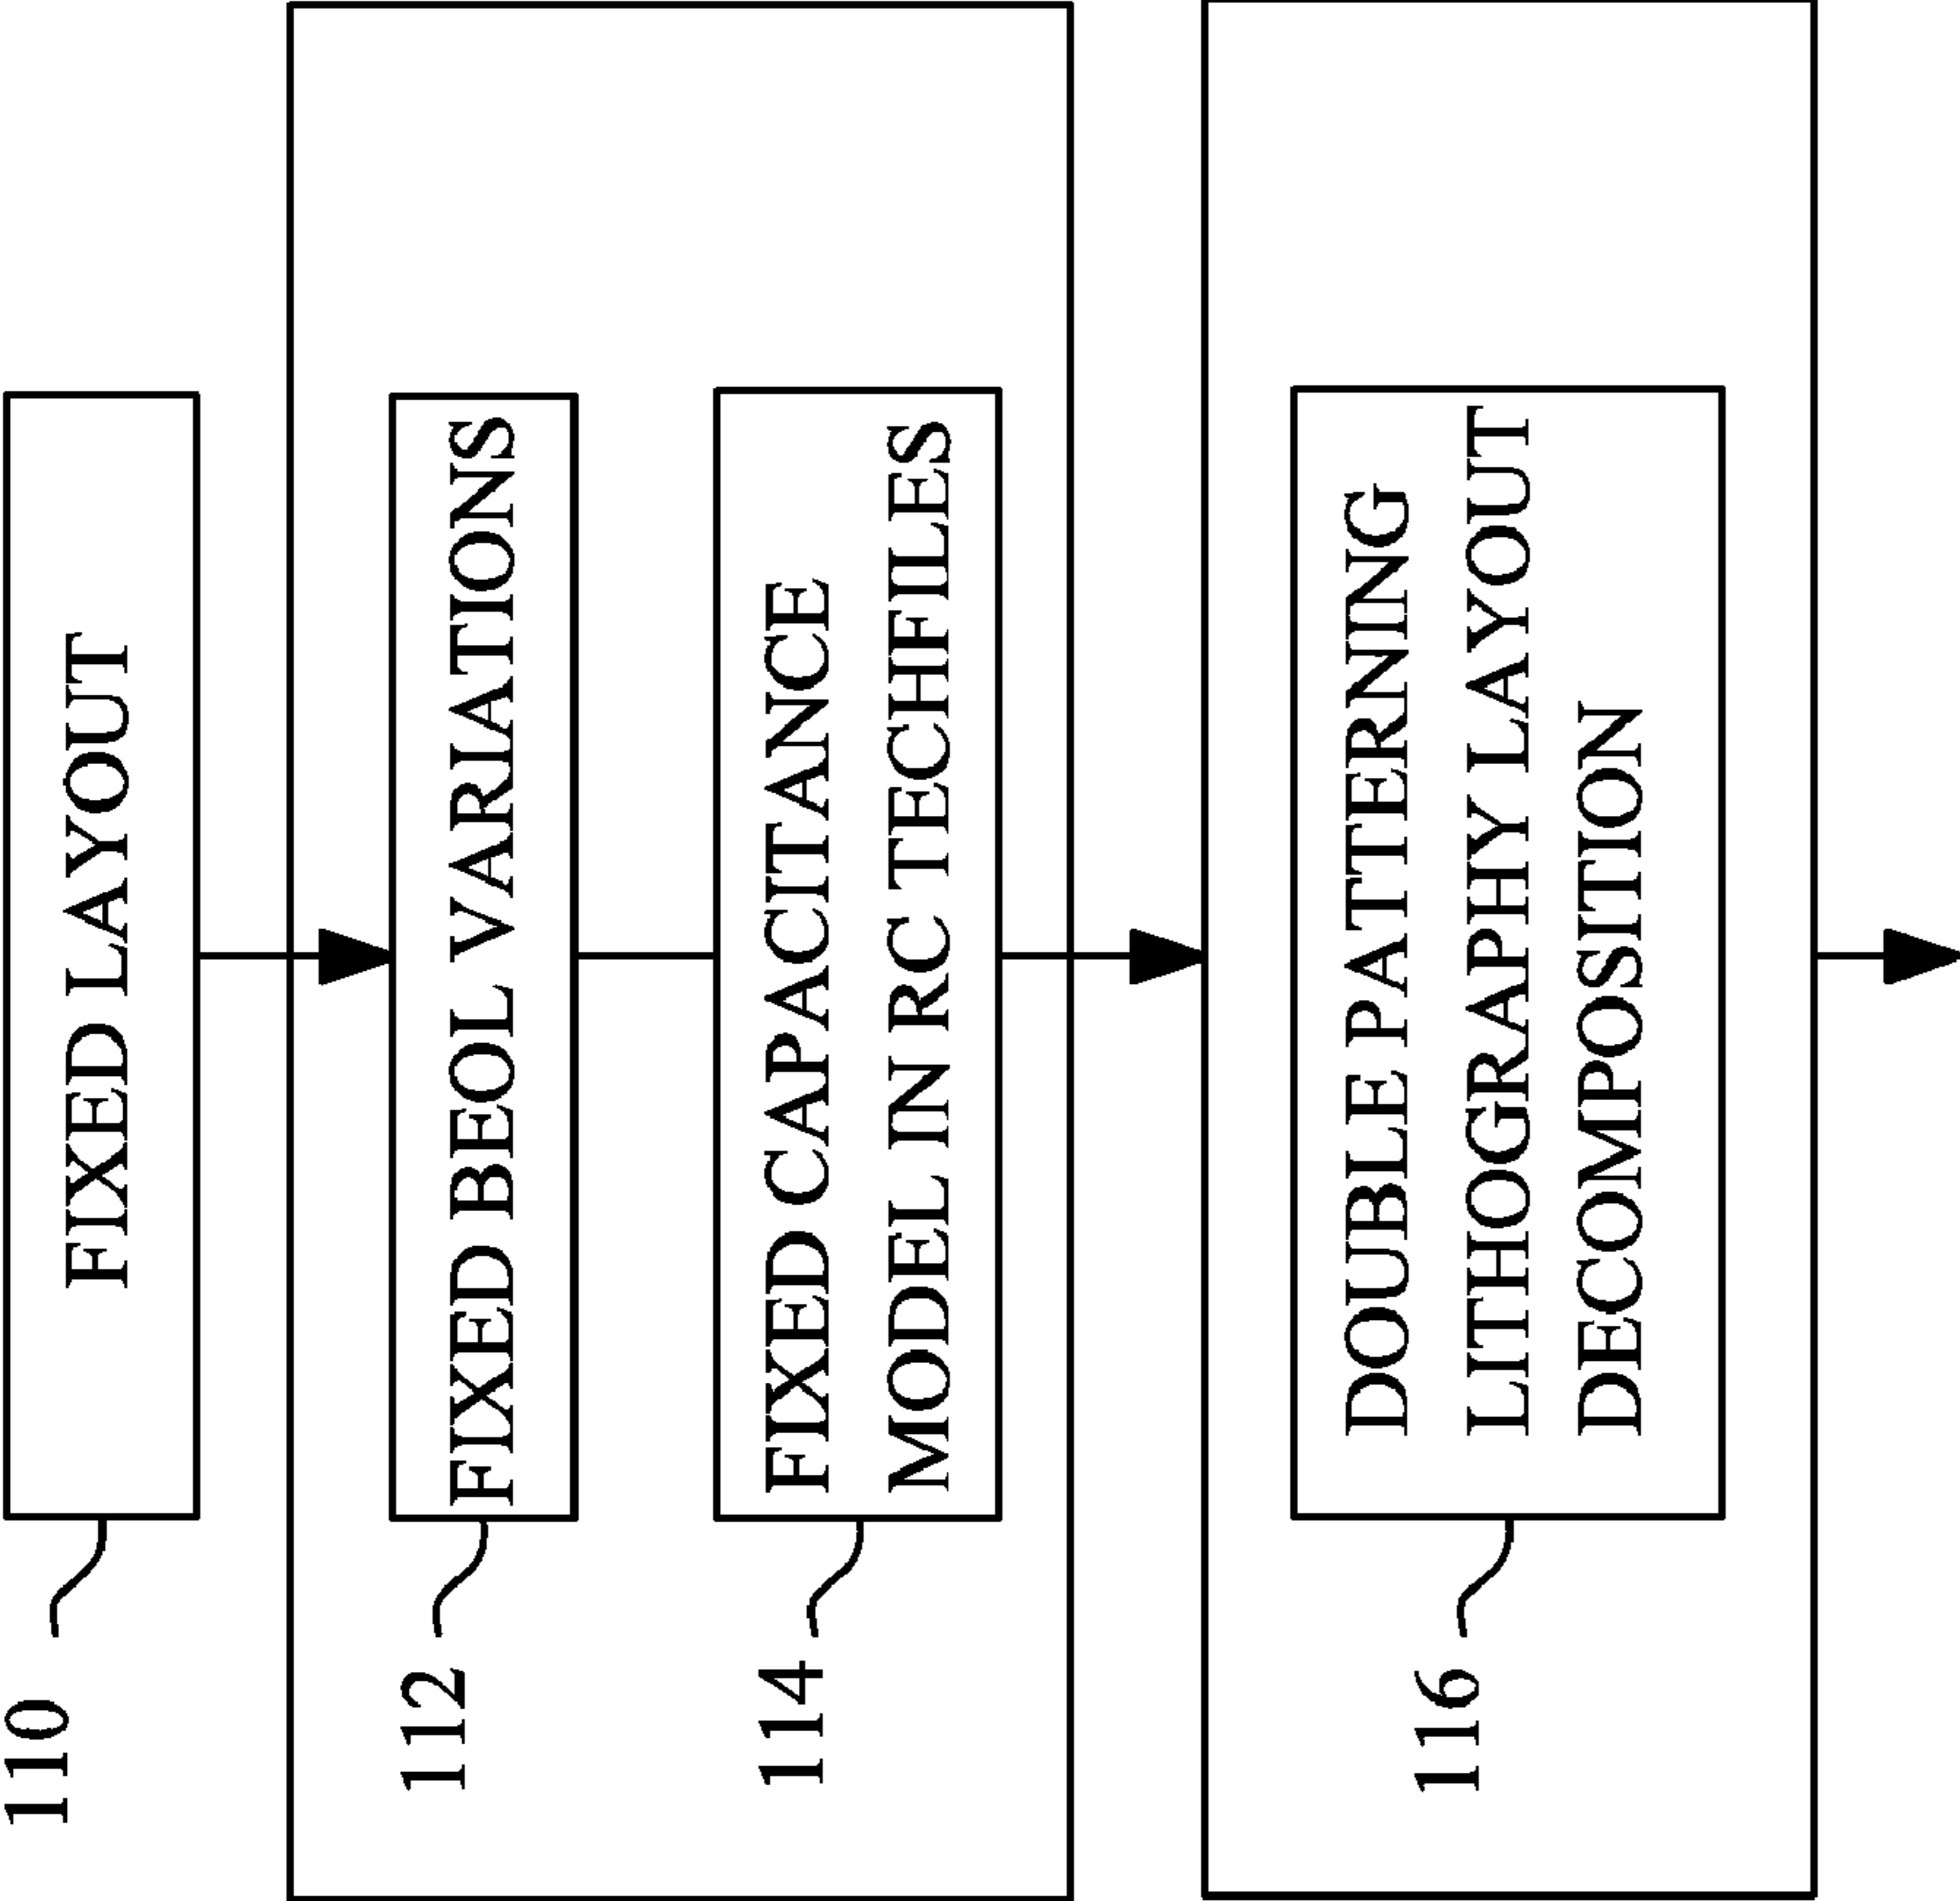 110
FIXED LAYOUT
112
FIXED BEOL VARIATIONS
114
FIXED CAPACITANCE
MODEL IN RC TECHFILES
116
DOUBLE PATTERNING
LITHOGRAPHY LAYOUT
DECOMPOSITION